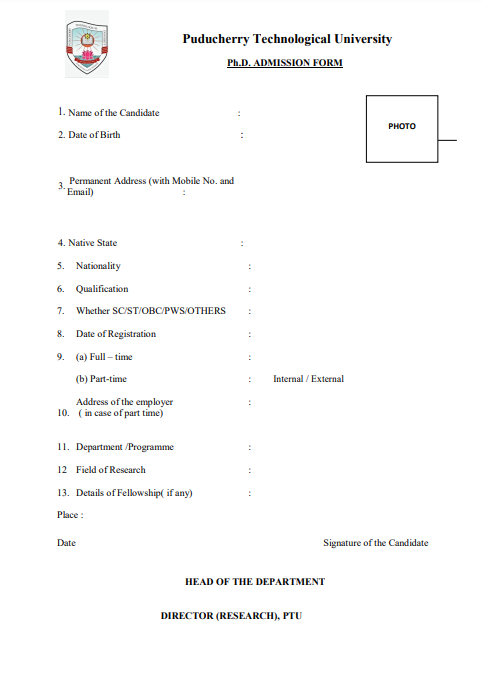 Puducherry Technological University
Ph.D. ADMISSION FORM
PHOTO
1. Name of the Candidate :
2. Date of Birth :
3. Permanent Address (with Mobile No. and
Email) :
4. Native State :
5. Nationality :
6. Qualification :
7. Whether SC/ST/OBC/PWS/OTHERS :
8. Date of Registration :
9. (a) Full – time :
(b) Part-time : Internal / External
Address of the employer :
10. ( in case of part time)
11. Department /Programme :
12 Field of Research :
13. Details of Fellowship( if any) :
Place :
Date Signature of the Candidate
HEAD OF THE DEPARTMENT
DIRECTOR (RESEARCH), PTU